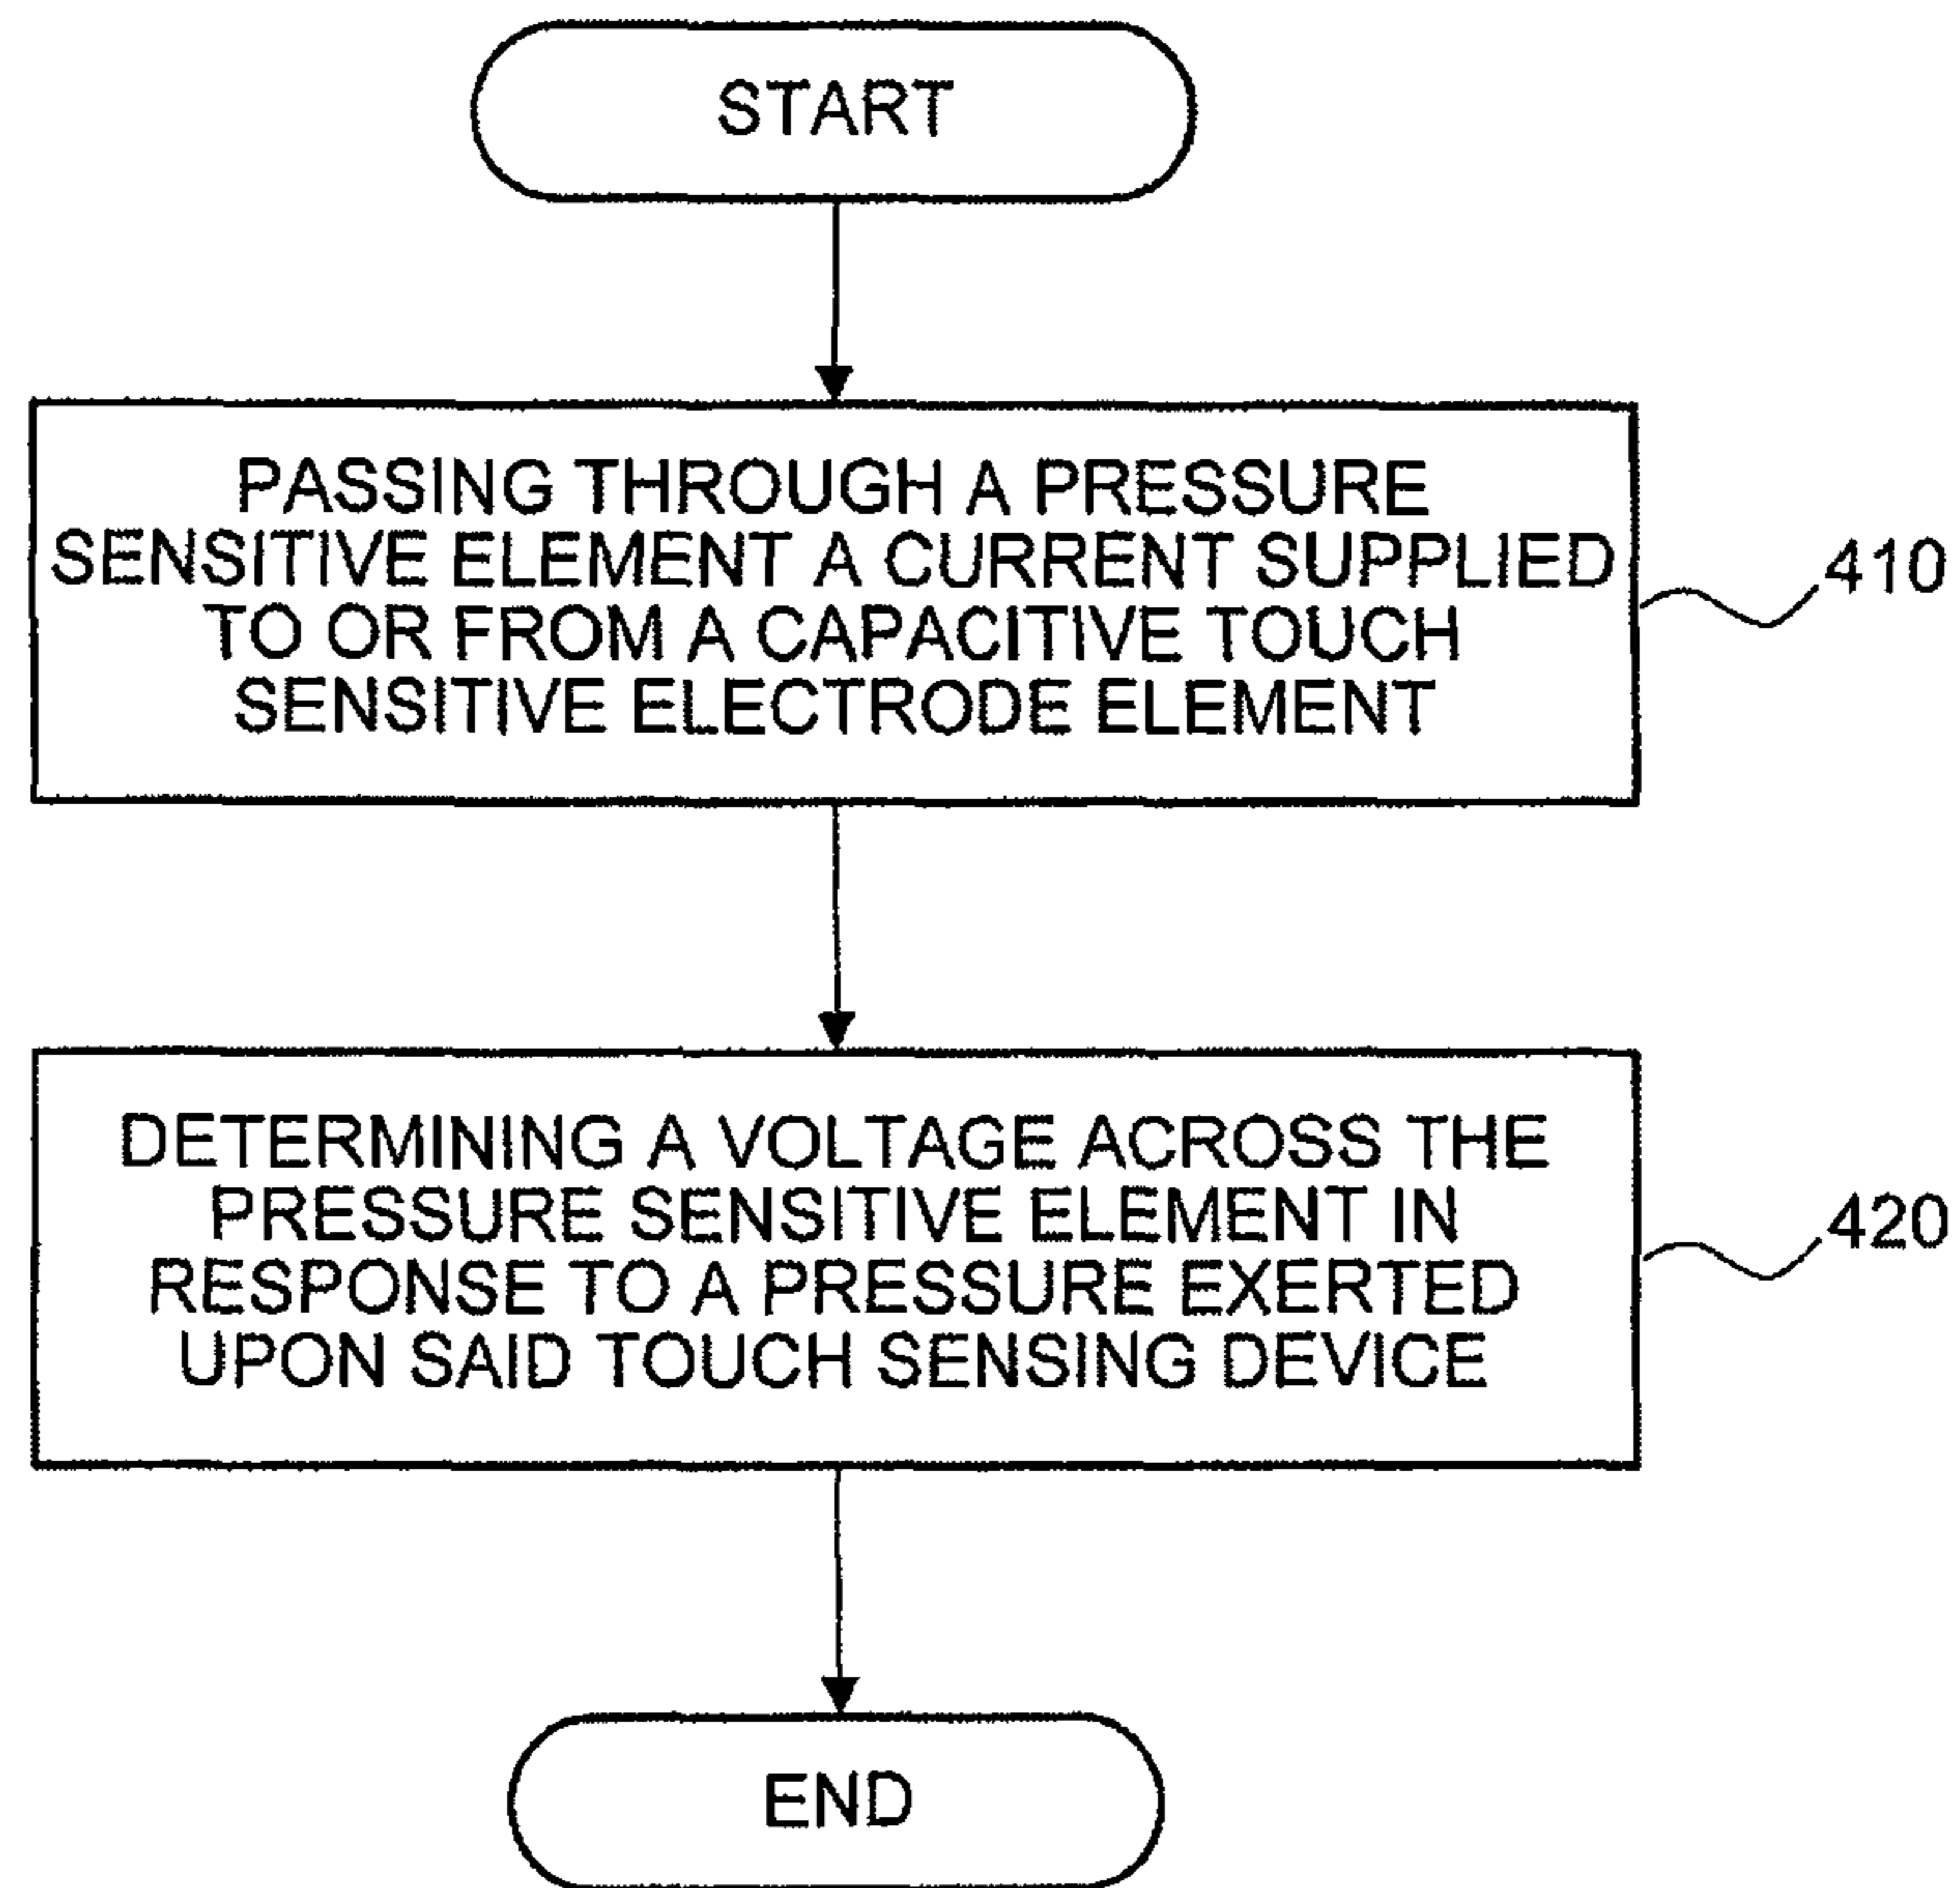 START
PASSING THROUGH A PRESSURE
SENSITIVE ELEMENT A CURRENT SUPPLIED
TO OR FROM A CAPACITIVE TOUCH
SENSITIVE ELECTRODE ELEMENT
410
DETERMINING A VOLTAGE ACROSS THE
PRESSURE SENSITIVE ELEMENT IN
RESPONSE TO A PRESSURE EXERTED
UPON SAID TOUCH SENSING DEVICE
420
END